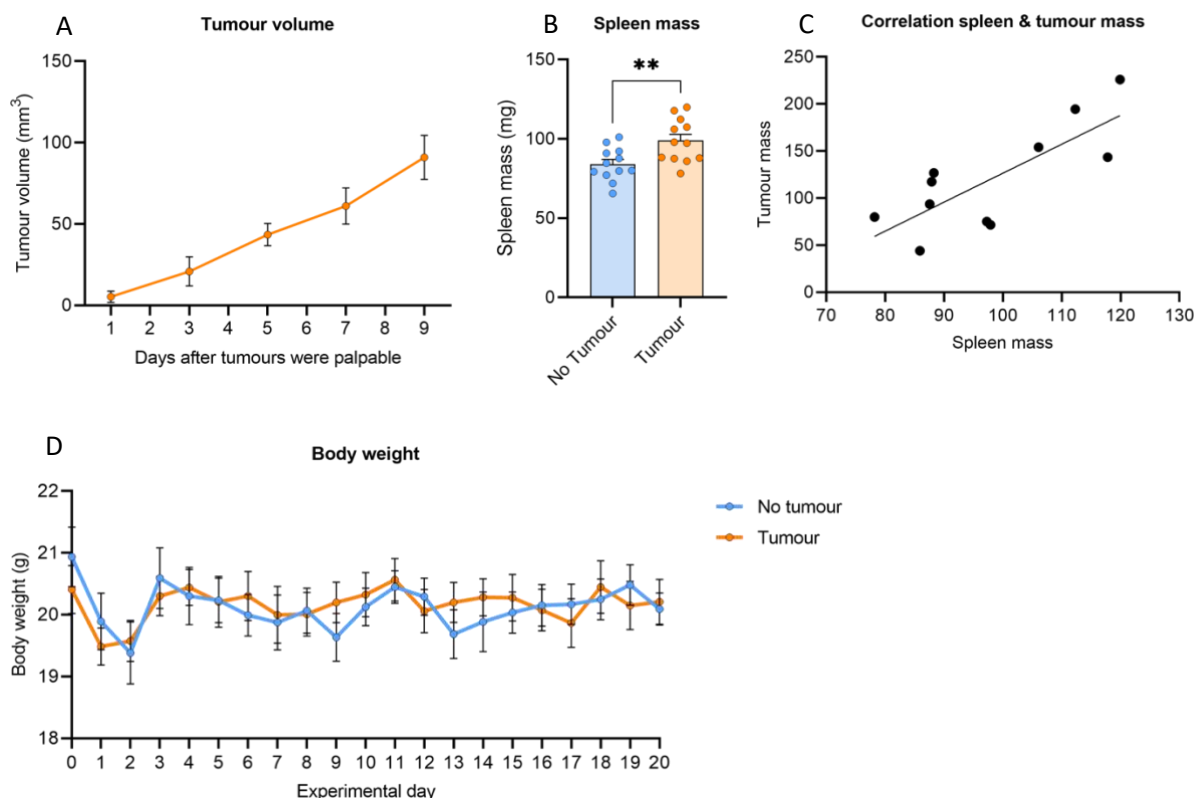 A
Tumour volume
150
100
50
0
Tumour volume (mm3)
1 2 3 4 5 6 7 8 9
Days after tumours were palpable
B
Spleen mass
150
100
50
0
Spleen mass (mg)
**
No Tumour
Tumour
C
Correlation spleen & tumour mass
250
200
150
100
50
0
Tumour mass
70 80 90 100 110 120 130
Spleen mass
D
Body weight
22
21
20
19
18
Body weight (g)
0 1 2 3 4 5 6 7 8 9 10 11 12 13 14 15 16 17 18 19 20
Experimental day
No tumour
Tumour